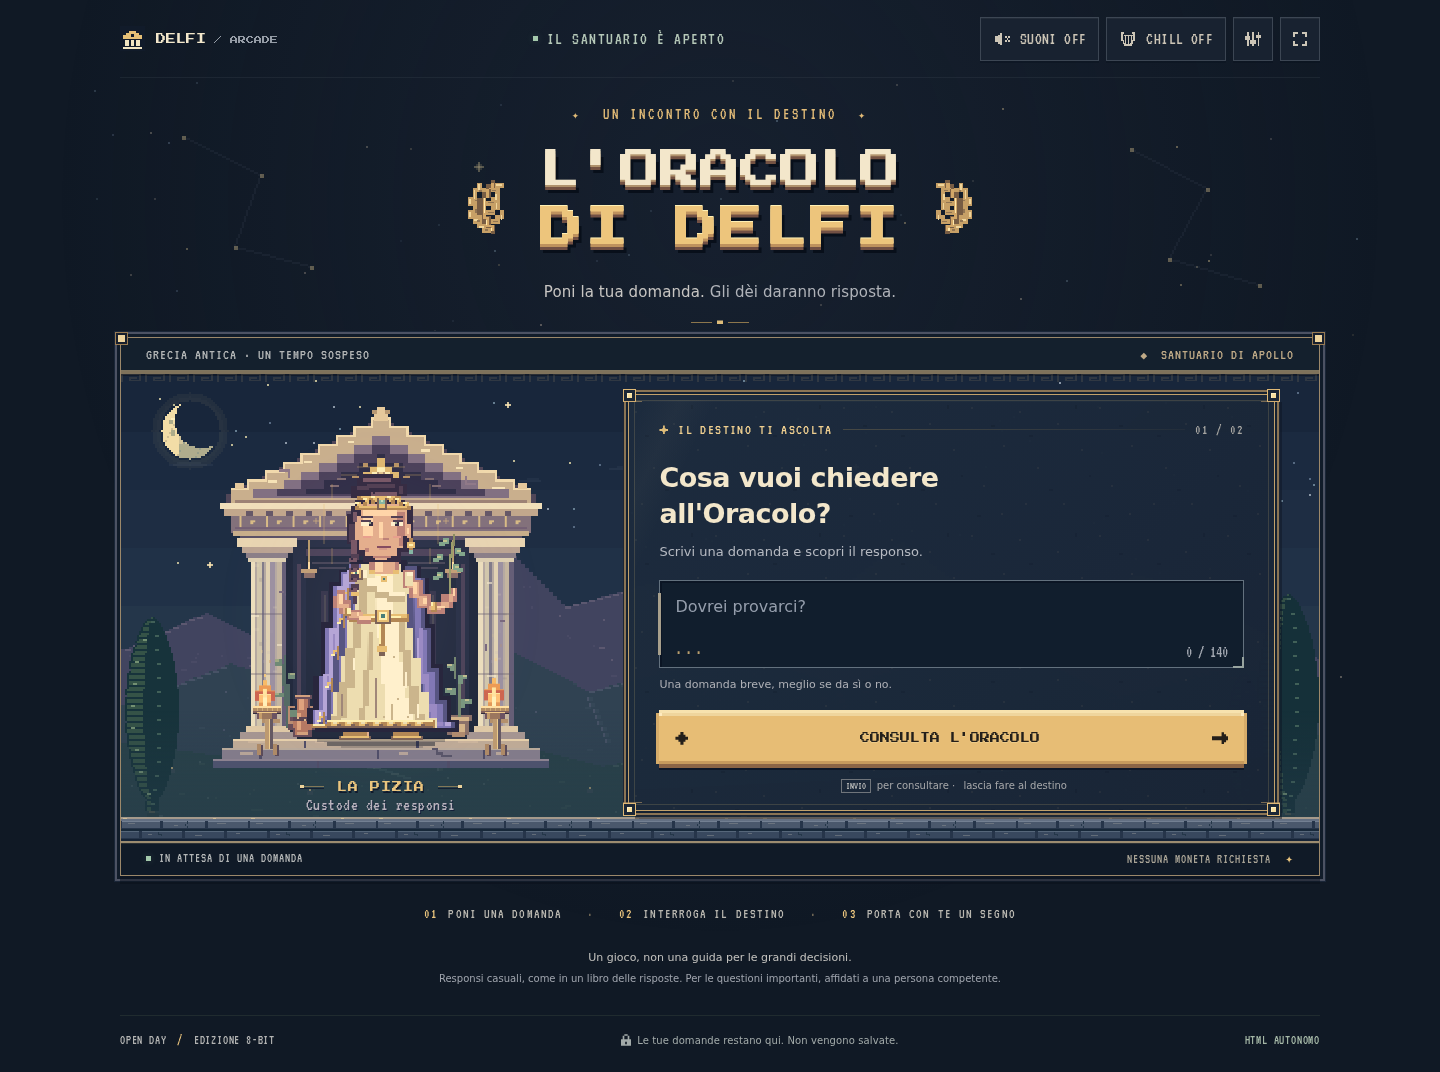 DELFI / ARCADE
IL SANTUARIO È APERTO
SUONI OFF
CHILL OFF
UN INCONTRO CON IL DESTINO
L'ORACOLO
DI DELFI
Poni la tua domanda. Gli dèi daranno risposta.
GRECIA ANTICA · UN TEMPO SOSPESO
SANTUARIO DI APOLLO
IL DESTINO TI ASCOLTA
01 / 02
Cosa vuoi chiedere
all'Oracolo?
Scrivi una domanda e scopri il responso.
Dovrei provarci?
...
0 / 140
Una domanda breve, meglio se da sì o no.
CONSULTA L'ORACOLO
INVIO per consultare · lascia fare al destino
LA PIZIA
Custode dei responsi
IN ATTESA DI UNA DOMANDA
NESSUNA MONETA RICHIESTA
01 PONI UNA DOMANDA · 02 INTERROGA IL DESTINO · 03 PORTA CON TE UN SEGNO
Un gioco, non una guida per le grandi decisioni.
Responsi casuali, come in un libro delle risposte. Per le questioni importanti, affidati a una persona competente.
OPEN DAY / EDIZIONE 8-BIT
Le tue domande restano qui. Non vengono salvate.
HTML AUTONOMO